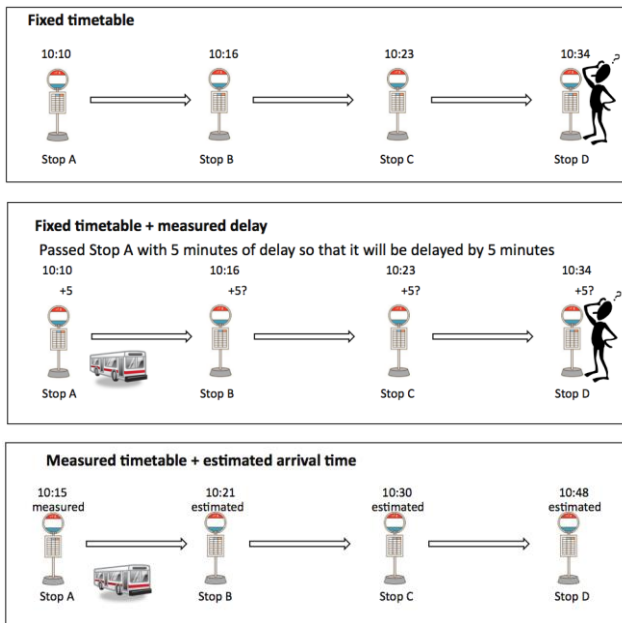 Fixed timetable
10:10 10:16 10:23 10:34
?
Stop A Stop B Stop C Stop D
Fixed timetable + measured delay
Passed Stop A with 5 minutes of delay so that it will be delayed by 5 minutes
10:10 10:16 10:23 10:34
+5 +5? +5? +5?
?
Stop A Stop B Stop C Stop D
Measured timetable + estimated arrival time
10:15 10:21 10:30 10:48
measured estimated estimated estimated
Stop A Stop B Stop C Stop D